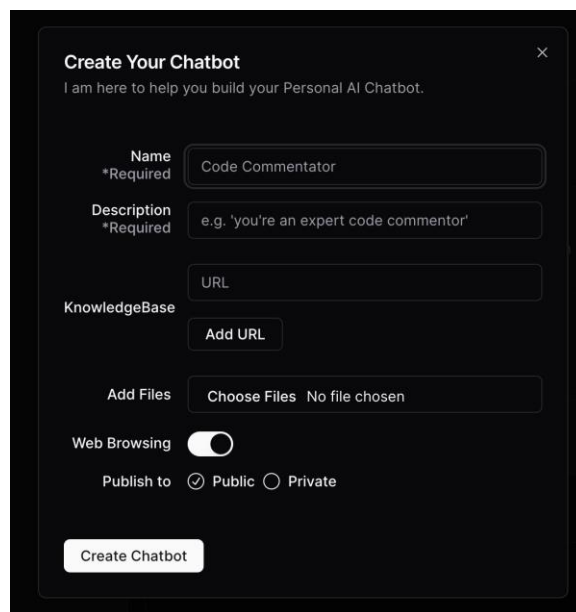 Create Your Chatbot
I am here to help you build your Personal AI Chatbot.
Name
*Required
Code Commentator
Description
*Required
e.g. 'you're an expert code commentor'
URL
KnowledgeBase
Add URL
Add Files
Choose Files No file chosen
Web Browsing
Publish to Public Private
Create Chatbot